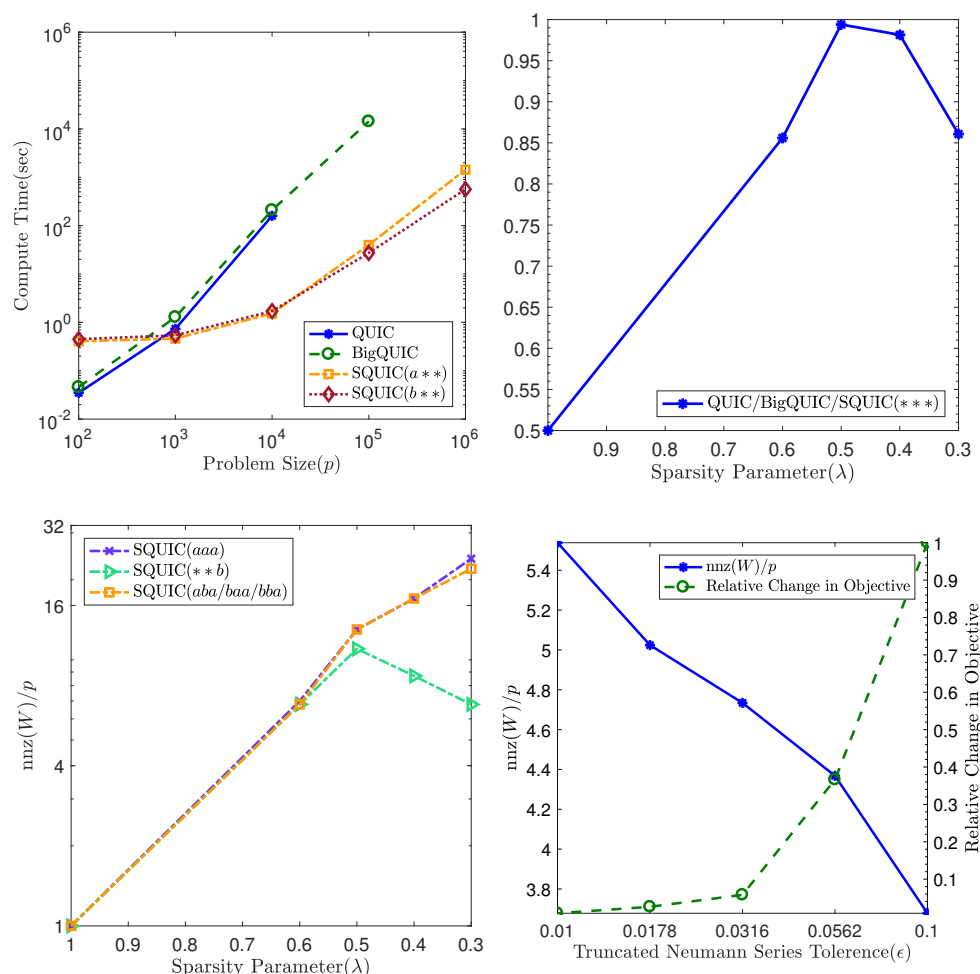 10^6
10^4
10^2
10^0
10^-2
Compute Time(sec)
QUIC
BigQUIC
SQUIC(a**)
SQUIC(b**)
10^2 10^3 10^4 10^5 10^6
Problem Size(p)
1
0.95
0.9
0.85
0.8
0.75
0.7
0.65
0.6
0.55
0.5
QUIC/BigQUIC/SQUIC(***)
0.9 0.8 0.7 0.6 0.5 0.4 0.3
Sparsity Parameter(λ)
32
16
4
1
nnz(W)/p
SQUIC(aaa)
SQUIC(**b)
SQUIC(aba/baa/bba)
1 0.9 0.8 0.7 0.6 0.5 0.4 0.3
Sparsity Parameter(λ)
5.4
5.2
5
4.8
4.6
4.4
4.2
4
3.8
nnz(W)/p
nnz(W)/p
Relative Change in Objective
1
0.9
0.8
0.7
0.6
0.5
0.4
0.3
0.2
0.1
Relative Change in Objective
0.01 0.0178 0.0316 0.0562 0.1
Truncated Neumann Series Tolerence(ϵ)